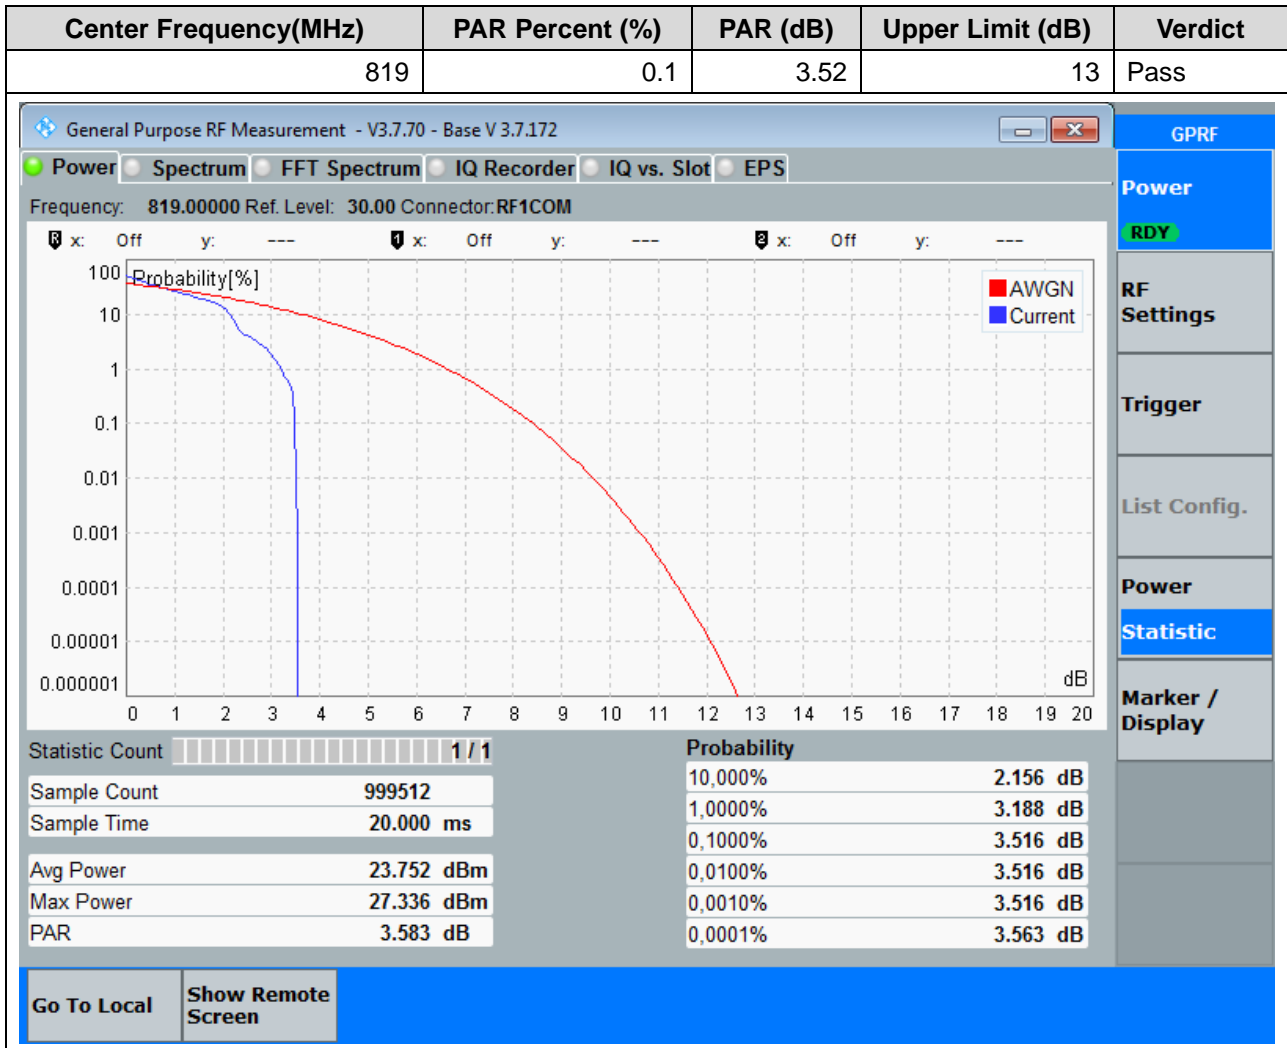 Center Frequency(MHz) PAR Percent (%) PAR (dB) Upper Limit (dB) Verdict
819 0.1 3.52 13 Pass
General Purpose RF Measurement - V3.7.70 - Base V 3.7.172
GPRF
Power Spectrum FFT Spectrum IQ Recorder IQ vs. Slot EPS
Power
RDY
Frequency: 819.00000 Ref. Level: 30.00 Connector:RF1COM
R x: Off y: --- 1 x: Off y: --- 2 x: Off y: ---
Probability[%]
100
10
1
0.1
0.01
0.001
0.0001
0.00001
0.000001
AWGN
Current
dB
0 1 2 3 4 5 6 7 8 9 10 11 12 13 14 15 16 17 18 19 20
RF
Settings
Trigger
List Config.
Power
Statistic
Marker /
Display
Statistic Count 1 / 1
Sample Count 999512
Sample Time 20.000 ms
Avg Power 23.752 dBm
Max Power 27.336 dBm
PAR 3.583 dB
Probability
10,000% 2.156 dB
1,0000% 3.188 dB
0,1000% 3.516 dB
0,0100% 3.516 dB
0,0010% 3.516 dB
0,0001% 3.563 dB
Go To Local
Show Remote
Screen